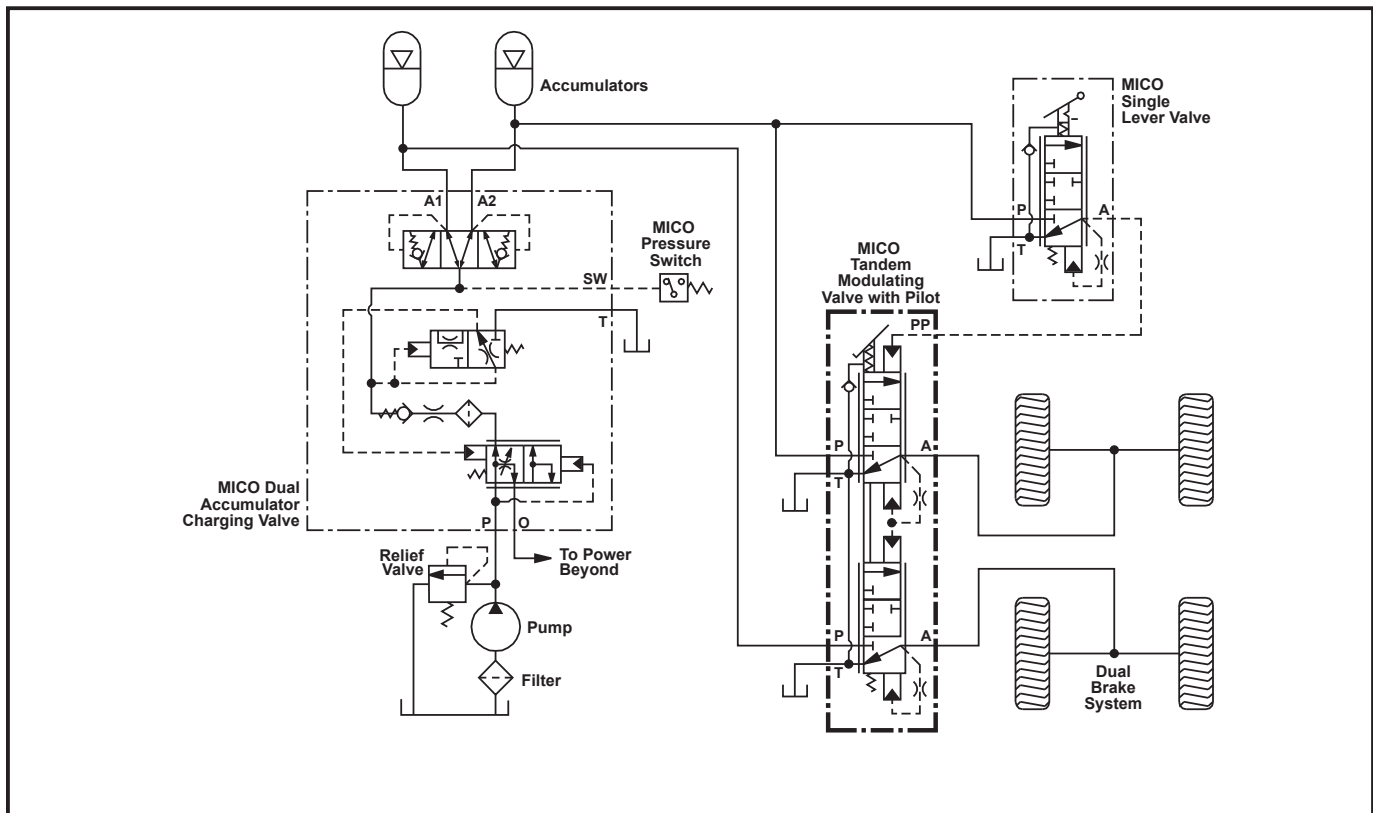 Accumulators
MICO
Single
Lever Valve
A1
A2
P
A
T
MICO
Pressure
Switch
SW
MICO
Tandem
Modulating
Valve with Pilot
PP
T
P
A
T
MICO Dual
Accumulator
Charging Valve
P
O
Relief
Valve
To Power
Beyond
Pump
P
A
T
Filter
Dual
Brake
System